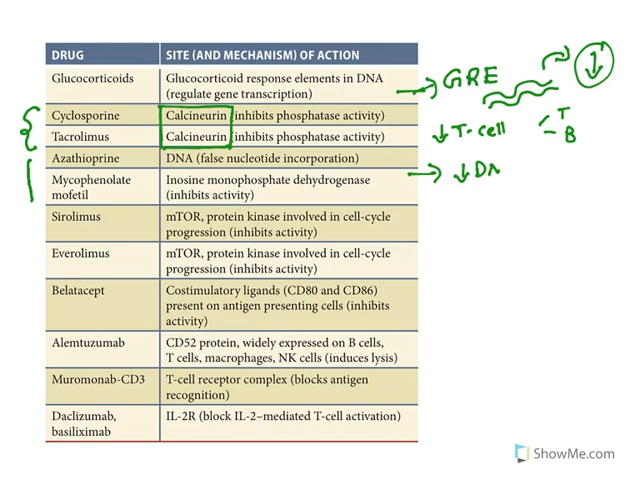 DRUG SITE (AND MECHANISM) OF ACTION
Glucocorticoids Glucocorticoid response elements in DNA
(regulate gene transcription)
GRE
Cyclosporine Calcineurin (inhibits phosphatase activity)
Tacrolimus Calcineurin (inhibits phosphatase activity)
T-cell
T
B
Azathioprine DNA (false nucleotide incorporation)
Mycophenolate Inosine monophosphate dehydrogenase
mofetil (inhibits activity)
Sirolimus mTOR, protein kinase involved in cell-cycle
progression (inhibits activity)
Everolimus mTOR, protein kinase involved in cell-cycle
progression (inhibits activity)
Belatacept Costimulatory ligands (CD80 and CD86)
present on antigen presenting cells (inhibits
activity)
Alemtuzumab CD52 protein, widely expressed on B cells,
T cells, macrophages, NK cells (induces lysis)
Muromonab-CD3 T-cell receptor complex (blocks antigen
recognition)
Daclizumab, IL-2R (block IL-2–mediated T-cell activation)
basiliximab
ShowMe.com